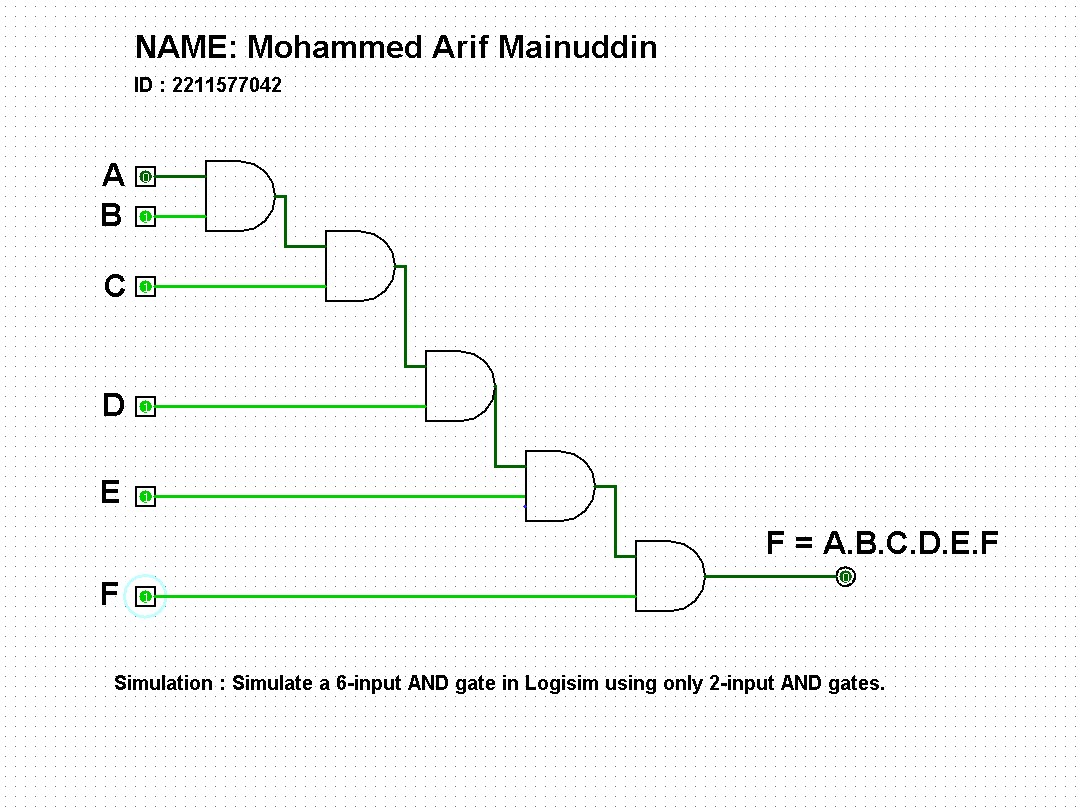 NAME: Mohammed Arif Mainuddin
ID : 2211577042
A 0
B 1
C 1
D 1
E 1
F = A.B.C.D.E.F
0
F 1
Simulation : Simulate a 6-input AND gate in Logisim using only 2-input AND gates.